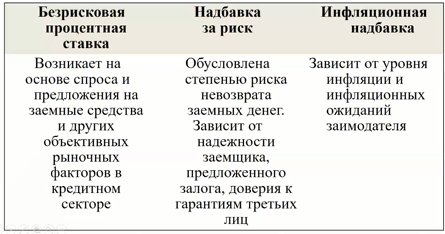 Безрисковая
процентная
ставка
Надбавка
за риск
Инфляционная
надбавка
Возникает на
основе спроса и
предложения на
заемные средства
и других
объективных
рыночных
факторов в
кредитном
секторе
Обусловлена
степенью риска
невозврата
заемных денег.
Зависит от
надежности
заемщика,
предложенного
залога, доверия к
гарантиям третьих
лиц
Зависит от уровня
инфляции и
инфляционных
ожиданий
заимодателя